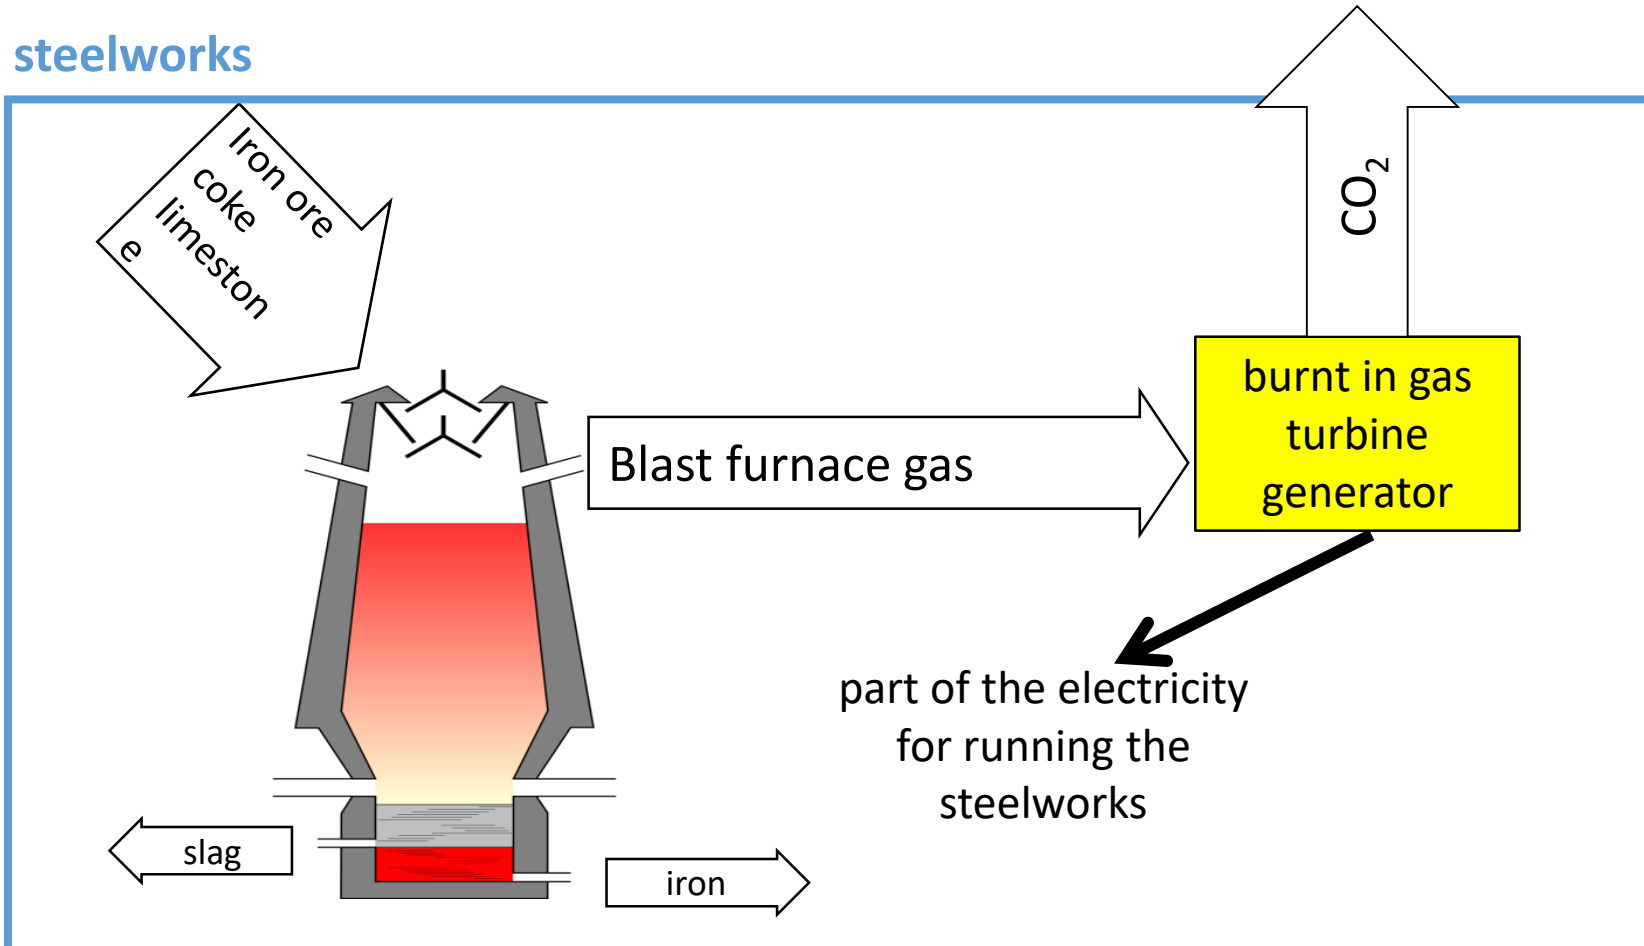 steelworks
Iron ore
coke
limeston
e
CO₂
Blast furnace gas
burnt in gas
turbine
generator
part of the electricity
for running the
steelworks
slag
iron